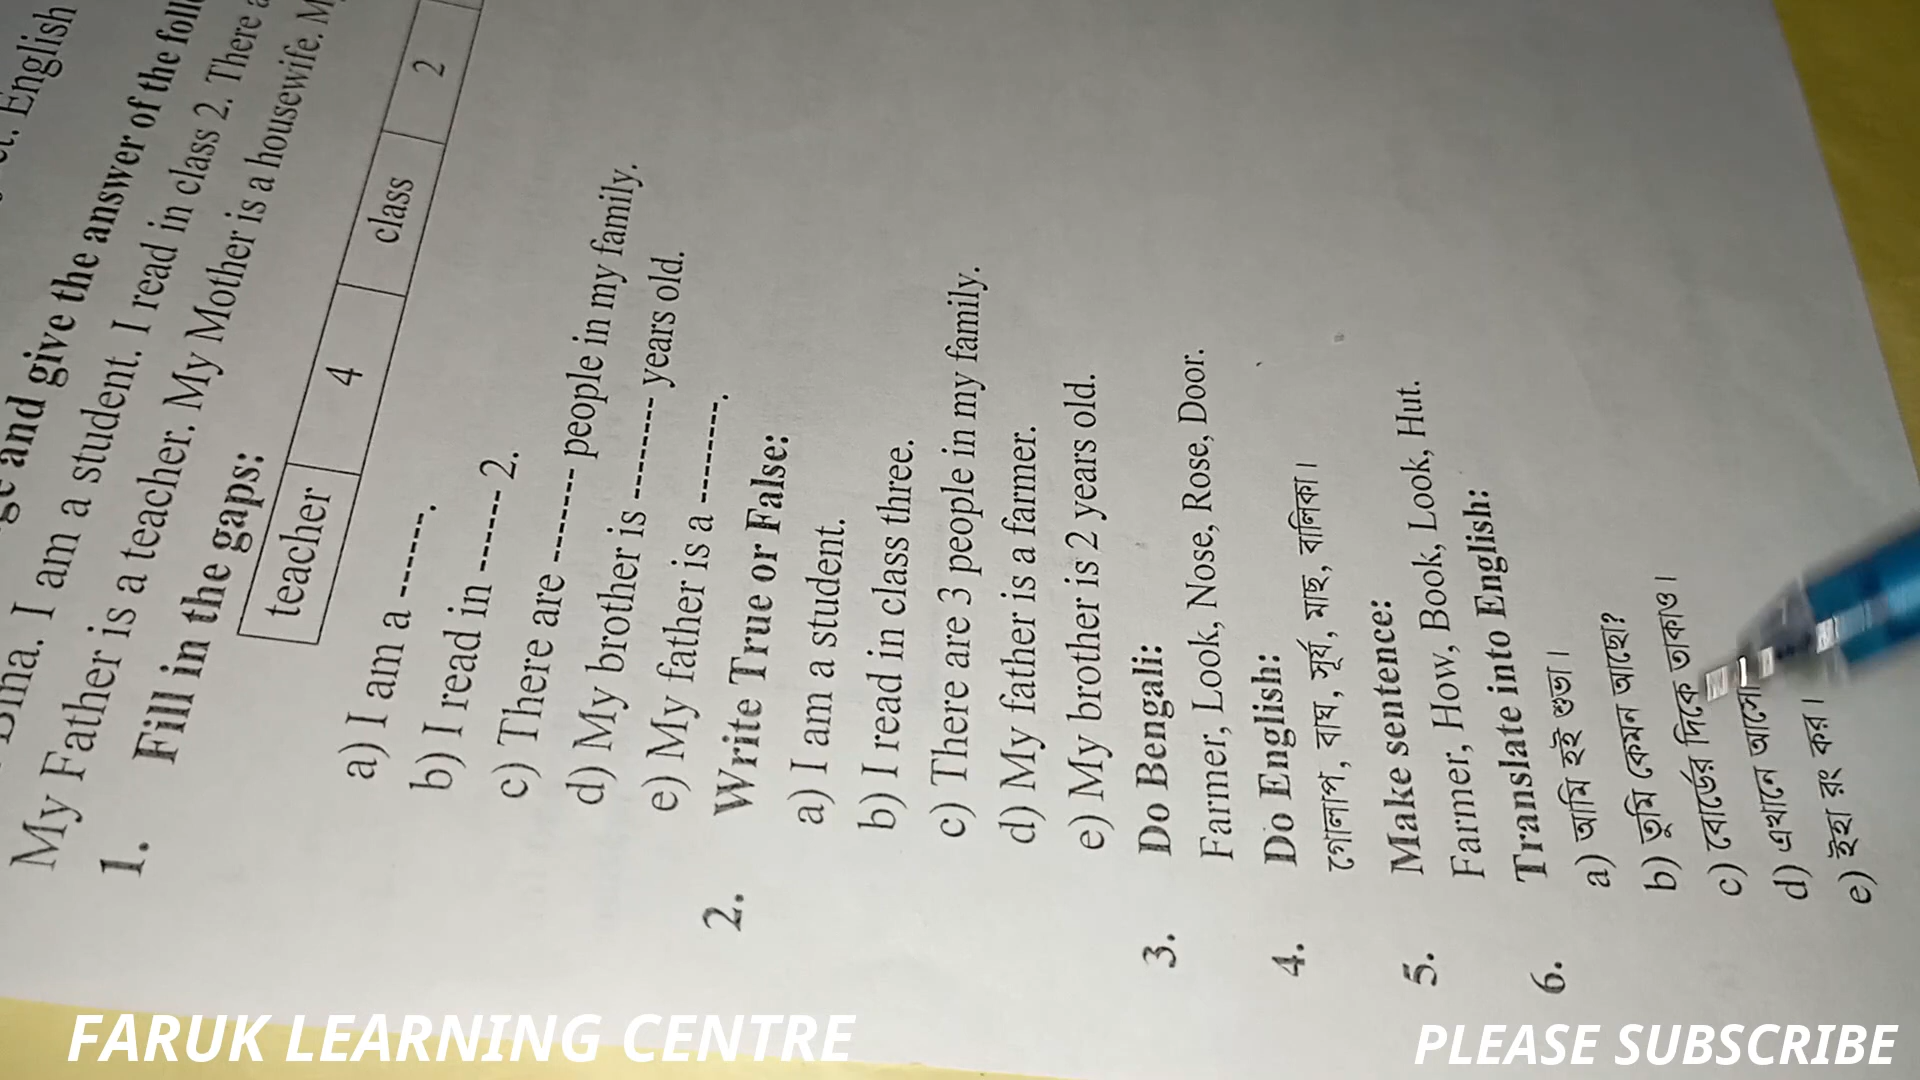 English
and give the answer of the
I am a student. I read in class 2. There
My Father is a teacher. My Mother is a housewife.
1. Fill in the gaps:
teacher 4 class 2
a) I am a -------.
b) I read in ------- 2.
c) There are -------- people in my family.
d) My brother is --------- years old.
e) My father is a ---------.
2. Write True or False:
a) I am a student.
b) I read in class three.
c) There are 3 people in my family.
d) My father is a farmer.
e) My brother is 2 years old.
3. Do Bengali:
Farmer, Look, Nose, Rose, Door.
4. Do English:
গোলাপ, বাঘ, সূর্য, মাছ, বালিকা।
5. Make sentence:
Farmer, How, Book, Look, Hut.
6. Translate into English:
a) আমি হই শুভা।
b) তুমি কেমন আছো?
c) বোর্ডের দিকে তাকাও।
d) এখানে আসো
e) ইহা রং কর।
FARUK LEARNING CENTRE
PLEASE SUBSCRIBE